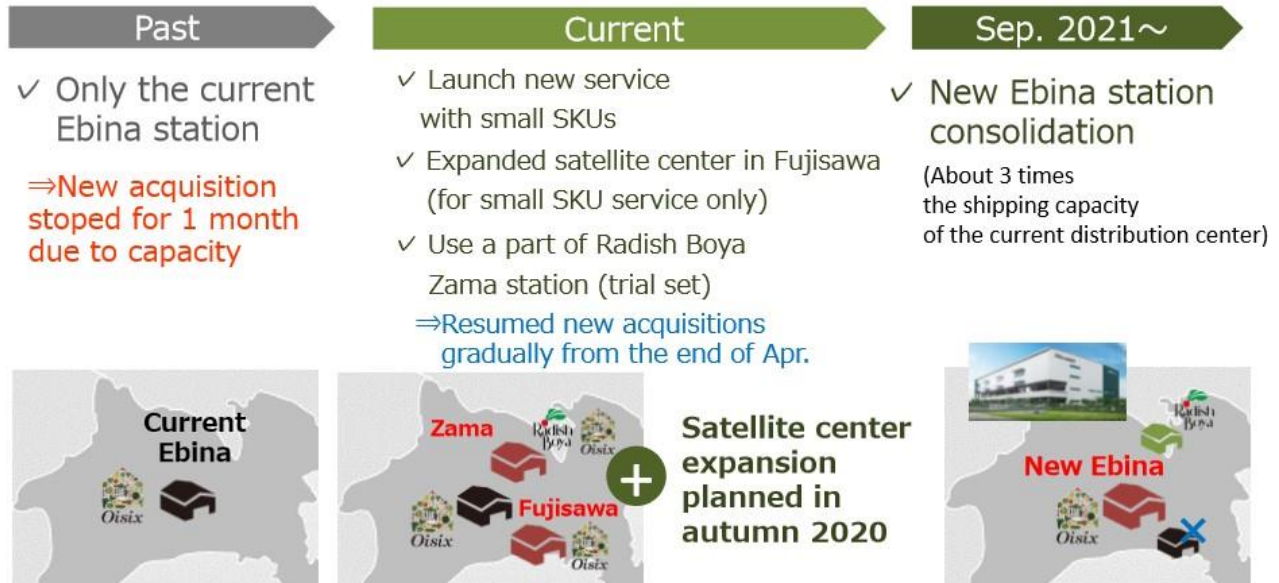 Past
✓ Only the current
Ebina station
⇒New acquisition
stoped for 1 month
due to capacity
Current
Ebina
Oisix
Current
✓ Launch new service
with small SKUs
✓ Expanded satellite center in Fujisawa
(for small SKU service only)
✓ Use a part of Radish Boya
Zama station (trial set)
⇒Resumed new acquisitions
gradually from the end of Apr.
Zama
Radish
Boya
Oisix
Fujisawa
Oisix
Oisix
+
Satellite center
expansion
planned in
autumn 2020
Sep. 2021~
✓ New Ebina station
consolidation
(About 3 times
the shipping capacity
of the current distribution center)
Radish
Boya
New Ebina
Oisix